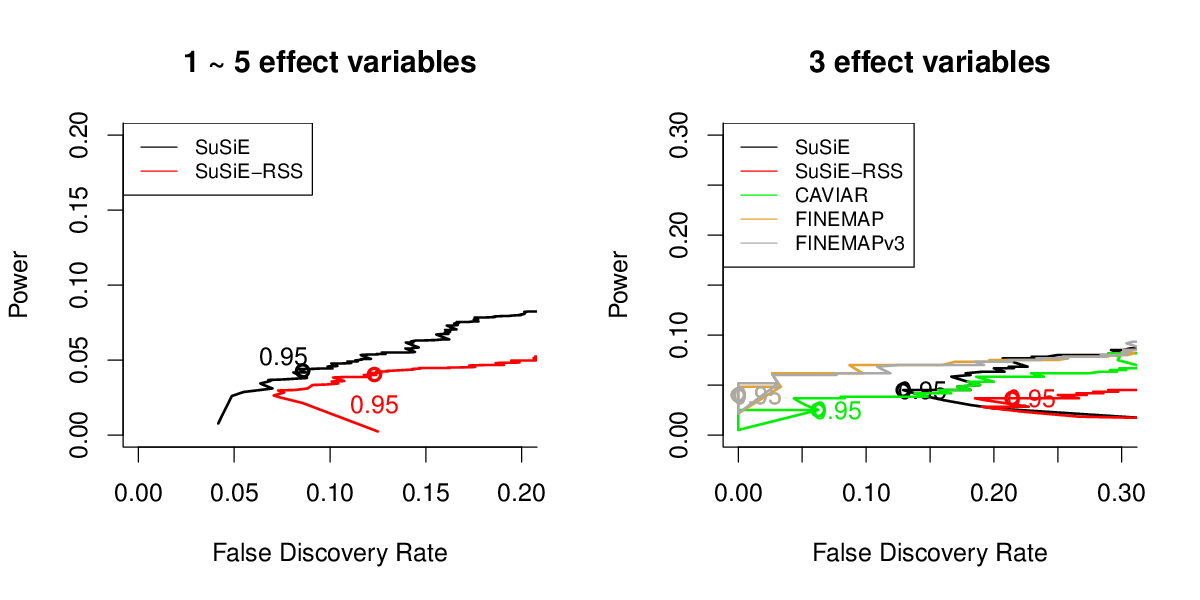 1 ~ 5 effect variables
SuSiE
SuSiE−RSS
Power
0.20
0.15
0.10
0.05
0.00
0.95
0.95
0.00 0.05 0.10 0.15 0.20
False Discovery Rate
3 effect variables
SuSiE
SuSiE−RSS
CAVIAR
FINEMAP
FINEMAPv3
Power
0.30
0.20
0.10
0.00
0.95
0.95
0.95
0.95
0.00 0.10 0.20 0.30
False Discovery Rate